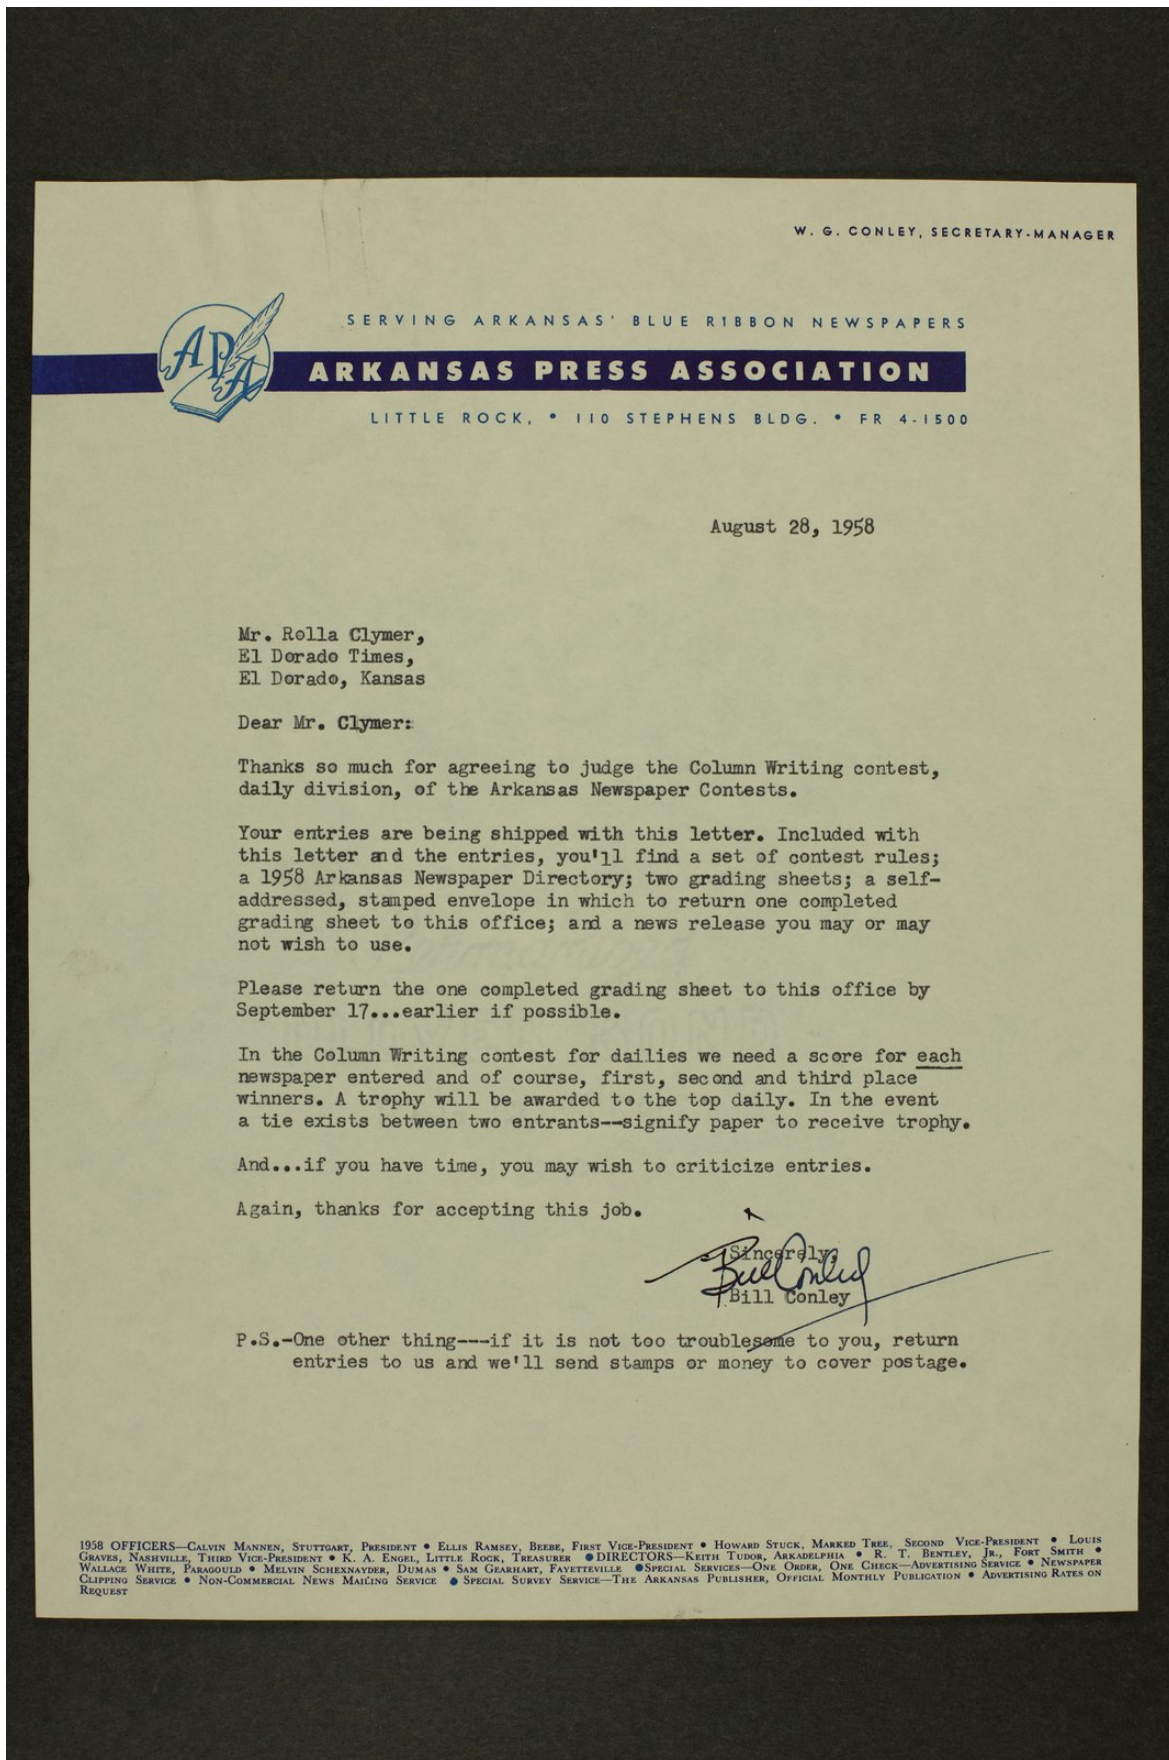 W. G. CONLEY, SECRETARY-MANAGER
SERVING ARKANSAS' BLUE RIBBON NEWSPAPERS
APA
ARKANSAS PRESS ASSOCIATION
LITTLE ROCK, • 110 STEPHENS BLDG. • FR 4-1500
August 28, 1958
Mr. Rolla Clymer,
El Dorado Times,
El Dorado, Kansas
Dear Mr. Clymer:
Thanks so much for agreeing to judge the Column Writing contest,
daily division, of the Arkansas Newspaper Contests.
Your entries are being shipped with this letter. Included with
this letter and the entries, you'll find a set of contest rules;
a 1958 Arkansas Newspaper Directory; two grading sheets; a self-
addressed, stamped envelope in which to return one completed
grading sheet to this office; and a news release you may or may
not wish to use.
Please return the one completed grading sheet to this office by
September 17...earlier if possible.
In the Column Writing contest for dailies we need a score for each
newspaper entered and of course, first, second and third place
winners. A trophy will be awarded to the top daily. In the event
a tie exists between two entrants--signify paper to receive trophy.
And...if you have time, you may wish to criticize entries.
Again, thanks for accepting this job.
Sincerely,
Bill Conley
Bill Conley
P.S.-One other thing---if it is not too troublesome to you, return
entries to us and we'll send stamps or money to cover postage.
1958 OFFICERS—CALVIN MANNEN, STUTTGART, PRESIDENT • ELLIS RAMSEY, BEEBE, FIRST VICE-PRESIDENT • HOWARD STUCK, MARKED TREE, SECOND VICE-PRESIDENT • LOUIS
GRAVES, NASHVILLE, THIRD VICE-PRESIDENT • K. A. ENGEL, LITTLE ROCK, TREASURER • DIRECTORS—KEITH TUDOR, ARKADELPHIA • R. T. BENTLEY, JR., FORT SMITH •
WALLACE WHITE, PARAGOULD • MELVIN SCHEXNAYDER, DUMAS • SAM GEARHART, FAYETTEVILLE • SPECIAL SERVICES—ONE ORDER, ONE CHECK—ADVERTISING SERVICE • NEWSPAPER
CLIPPING SERVICE • NON-COMMERCIAL NEWS MAILING SERVICE • SPECIAL SURVEY SERVICE—THE ARKANSAS PUBLISHER, OFFICIAL MONTHLY PUBLICATION • ADVERTISING RATES ON
REQUEST